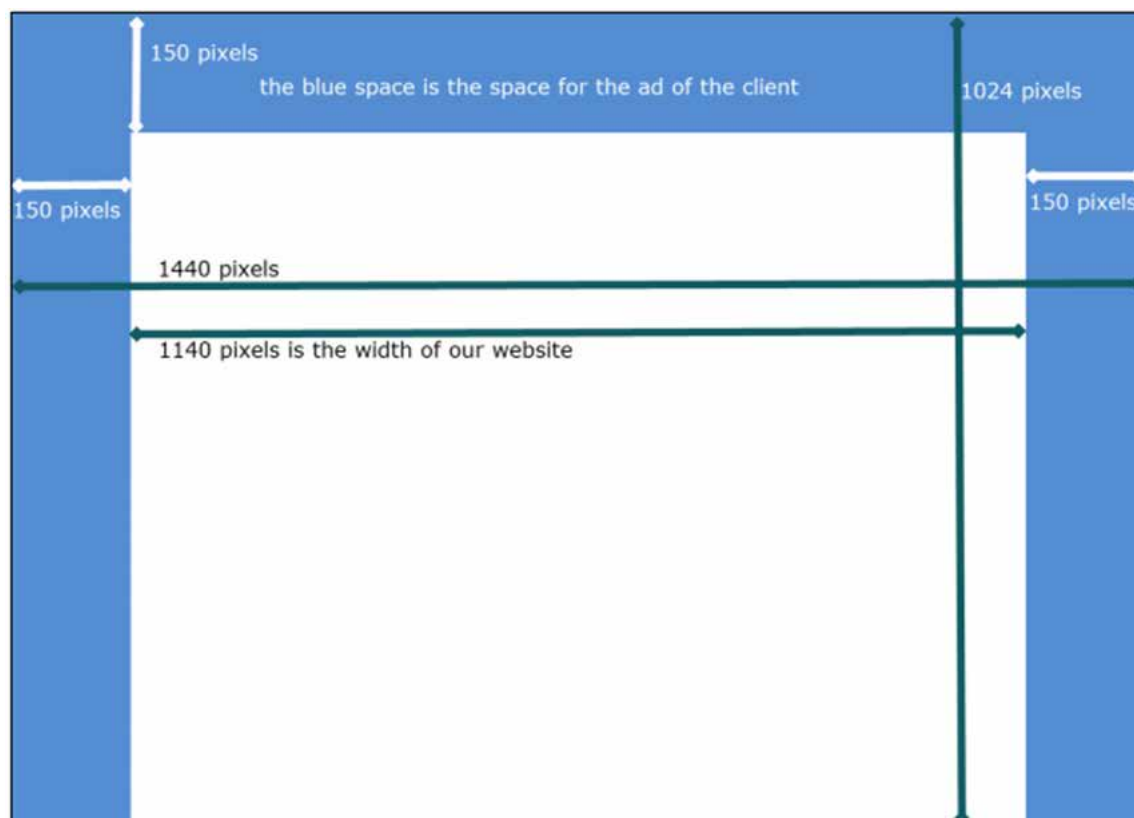 150 pixels
the blue space is the space for the ad of the client
1024 pixels
150 pixels
150 pixels
1440 pixels
1140 pixels is the width of our website